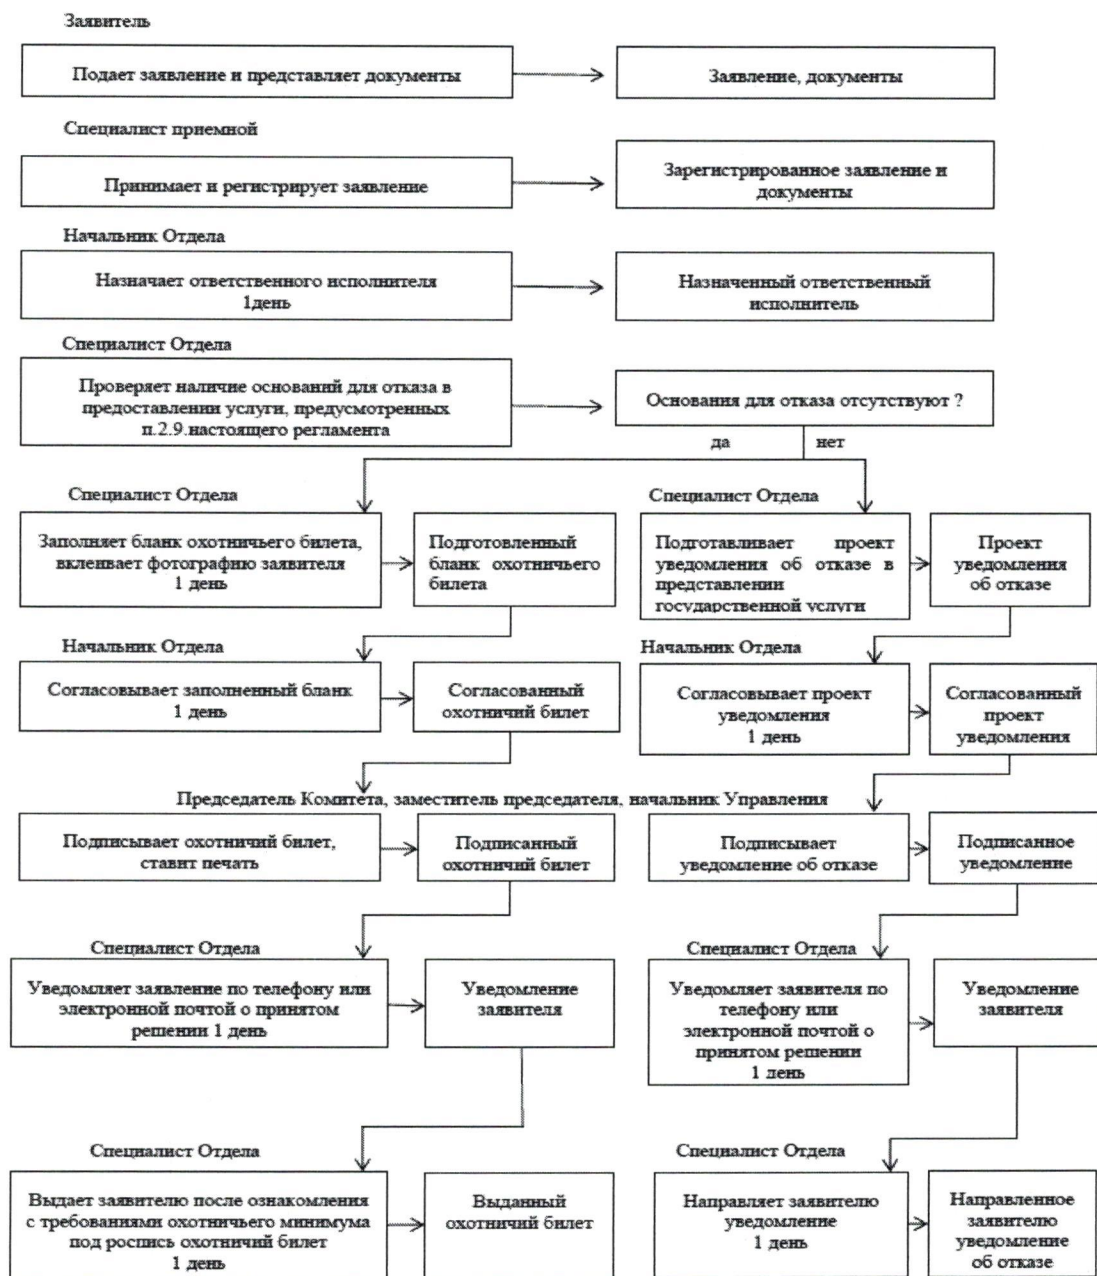 Заявитель
Подает заявление и представляет документы
Заявление, документы
Специалист приемной
Принимает и регистрирует заявление
Зарегистрированное заявление и
документы
Начальник Отдела
Назначает ответственного исполнителя
1день
Назначенный ответственный
исполнитель
Специалист Отдела
Проверяет наличие оснований для отказа в
предоставлении услуги, предусмотренных
п.2.9.настоящего регламента
Основания для отказа отсутствуют ?
да
нет
Специалист Отдела
Заполняет бланк охотничьего билета,
вклеивает фотографию заявителя
1 день
Подготовленный
бланк охотничьего
билета
Специалист Отдела
Подготавливает проект
уведомления об отказе в
представлении
государственной услуги
Проект
уведомления
об отказе
Начальник Отдела
Согласовывает заполненный бланк
1 день
Согласованный
охотничий билет
Начальник Отдела
Согласовывает проект
уведомления
1 день
Согласованный
проект
уведомления
Председатель Комитета, заместитель председателя, начальник Управления
Подписывает охотничий билет,
ставит печать
Подписанный
охотничий билет
Подписывает
уведомление об отказе
Подписанное
уведомление
Специалист Отдела
Уведомляет заявление по телефону или
электронной почтой о принятом
решении 1 день
Уведомление
заявителя
Специалист Отдела
Уведомляет заявителя по
телефону или
электронной почтой о
принятом решении
1 день
Уведомление
заявителя
Специалист Отдела
Выдает заявителю после ознакомления
с требованиями охотничьего минимума
под роспись охотничий билет
1 день
Выданный
охотничий билет
Специалист Отдела
Направляет заявителю
уведомление
1 день
Направленное
заявителю
уведомление
об отказе